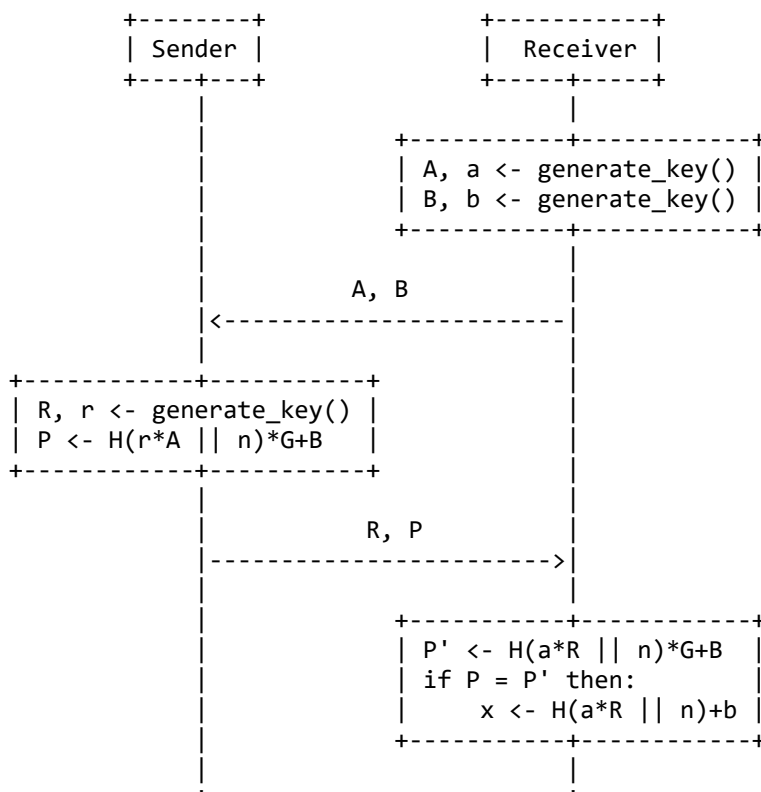 Sender
Receiver
A, a <- generate_key()
B, b <- generate_key()
A, B
R, r <- generate_key()
P <- H(r*A || n)*G+B
R, P
P' <- H(a*R || n)*G+B
if P = P' then:
x <- H(a*R || n)+b